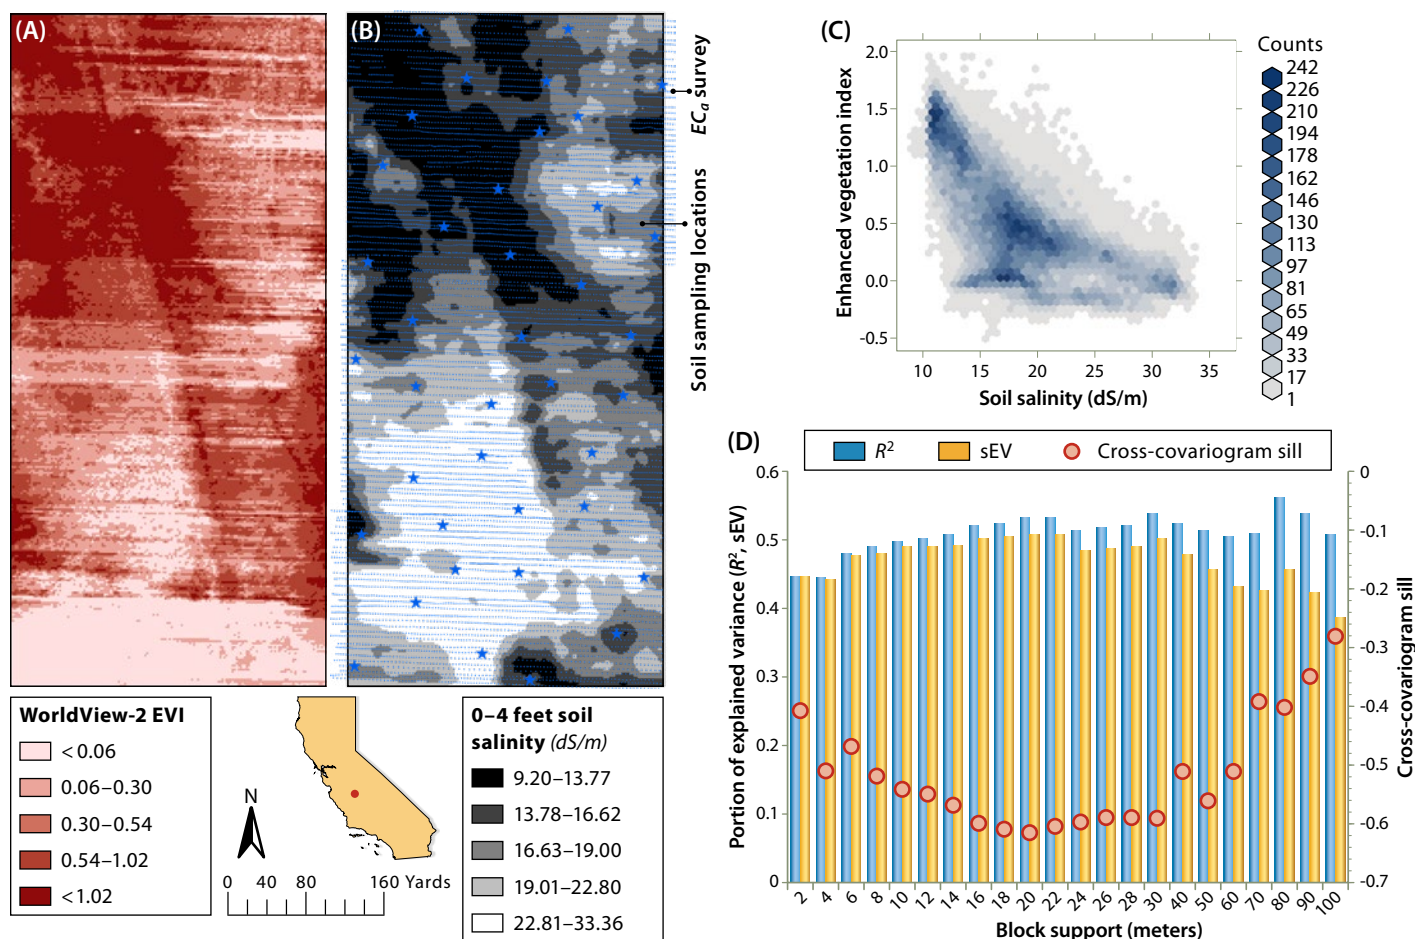 (A)
(B)
ECa survey
Soil sampling locations
WorldView-2 EVI
< 0.06
0.06–0.30
0.30–0.54
0.54–1.02
< 1.02
N
0 40 80 160 Yards
0–4 feet soil
salinity (dS/m)
9.20–13.77
13.78–16.62
16.63–19.00
19.01–22.80
22.81–33.36
(C)
Enhanced vegetation index
2.0
1.5
1.0
0.5
0.0
-0.5
10 15 20 25 30 35
Soil salinity (dS/m)
Counts
242
226
210
194
178
162
146
130
113
97
81
65
49
33
17
1
(D)
R2 sEV Cross-covariogram sill
Portion of explained variance (R2, sEV)
0.6
0.5
0.4
0.3
0.2
0.1
0
0
-0.1
-0.2
-0.3
-0.4
-0.5
-0.6
-0.7
Cross-covariogram sill
2 4 6 8 10 12 14 16 18 20 22 24 26 28 30 40 50 60 70 80 90 100
Block support (meters)